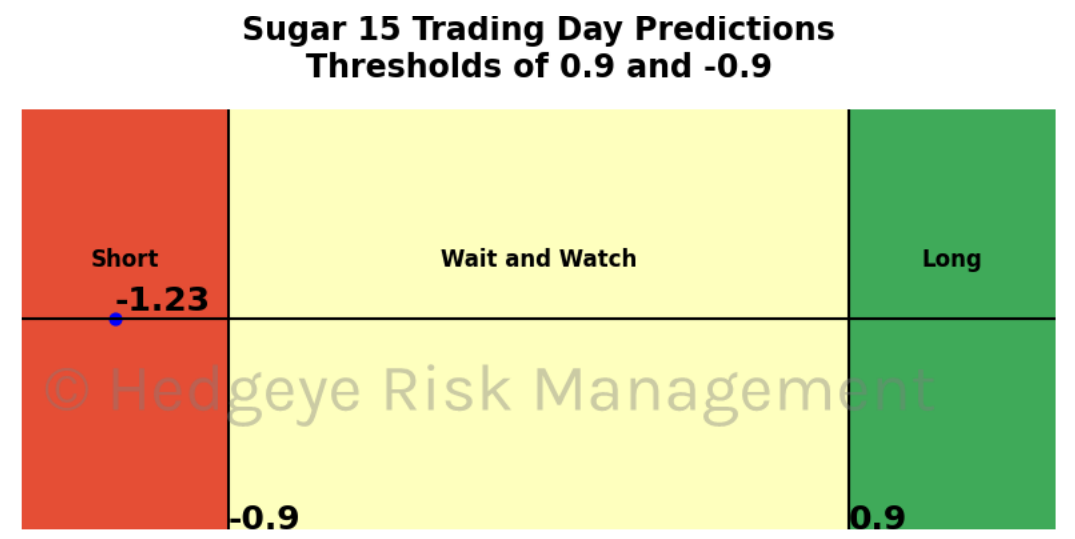 Sugar 15 Trading Day Predictions
Thresholds of 0.9 and -0.9
Short
Wait and Watch
Long
-1.23
© Hedgeye Risk Management
-0.9
0.9